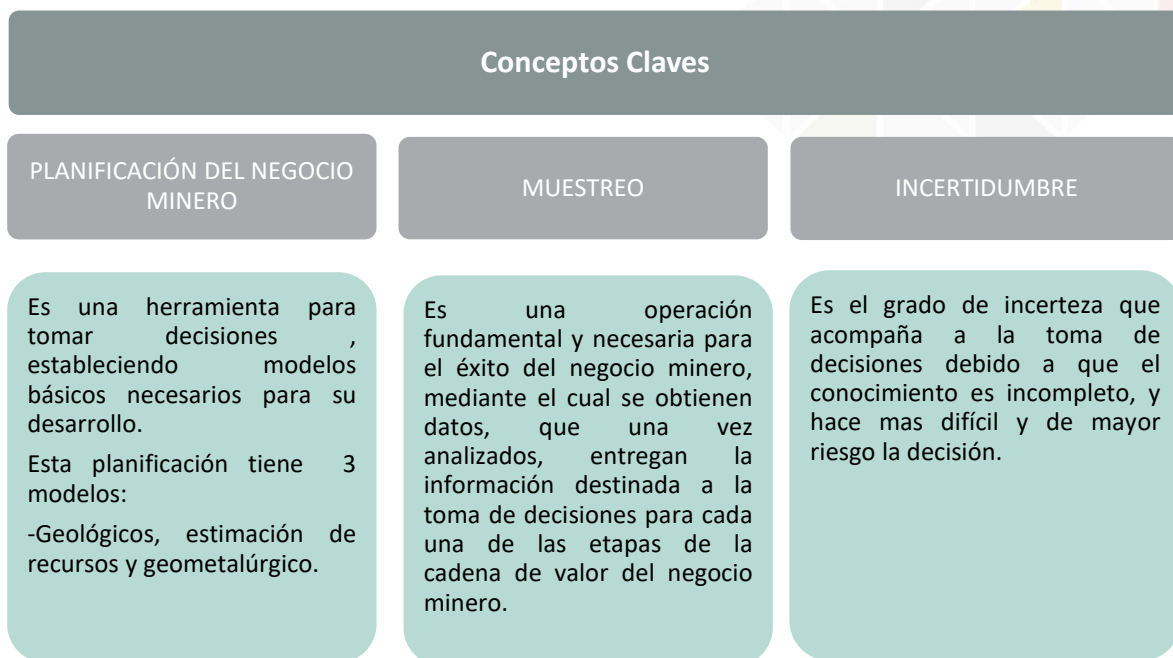 Conceptos Claves
PLANIFICACIÓN DEL NEGOCIO
MINERO
MUESTREO
INCERTIDUMBRE
Es una herramienta para
tomar decisiones ,
estableciendo modelos
básicos necesarios para su
desarrollo.
Esta planificación tiene 3
modelos:
-Geológicos, estimación de
recursos y geometalúrgico.
Es una operación
fundamental y necesaria para
el éxito del negocio minero,
mediante el cual se obtienen
datos, que una vez
analizados, entregan la
información destinada a la
toma de decisiones para cada
una de las etapas de la
cadena de valor del negocio
minero.
Es el grado de incerteza que
acompaña a la toma de
decisiones debido a que el
conocimiento es incompleto, y
hace mas difícil y de mayor
riesgo la decisión.